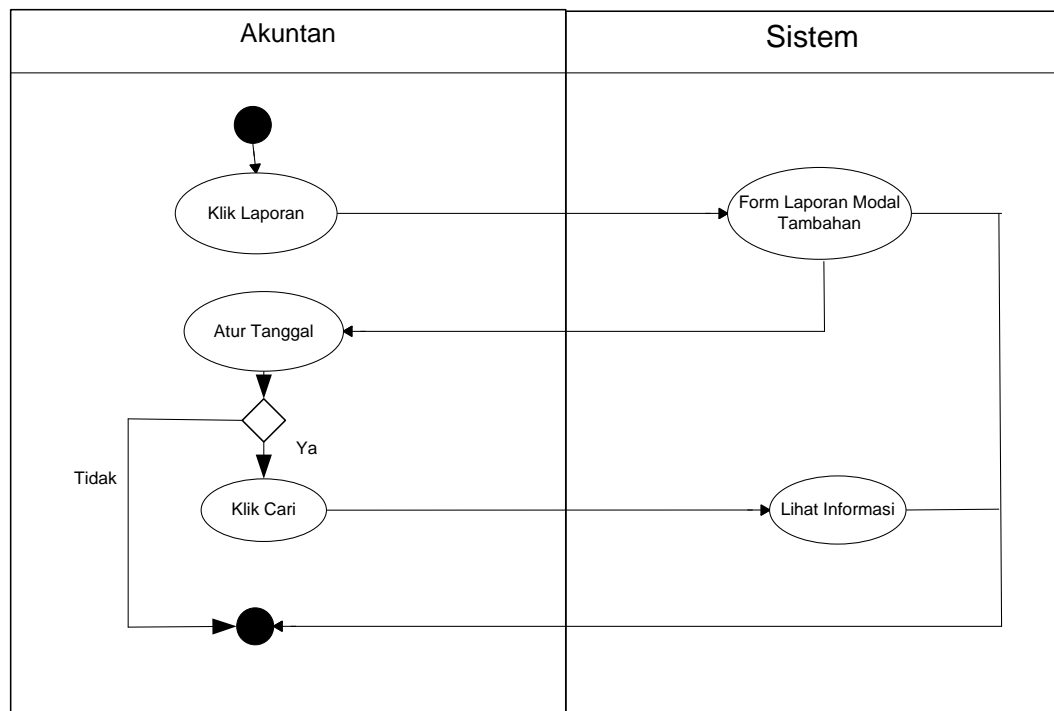 Akuntan
Sistem
Klik Laporan
Form Laporan Modal
Tambahan
Atur Tanggal
Ya
Tidak
Klik Cari
Lihat Informasi